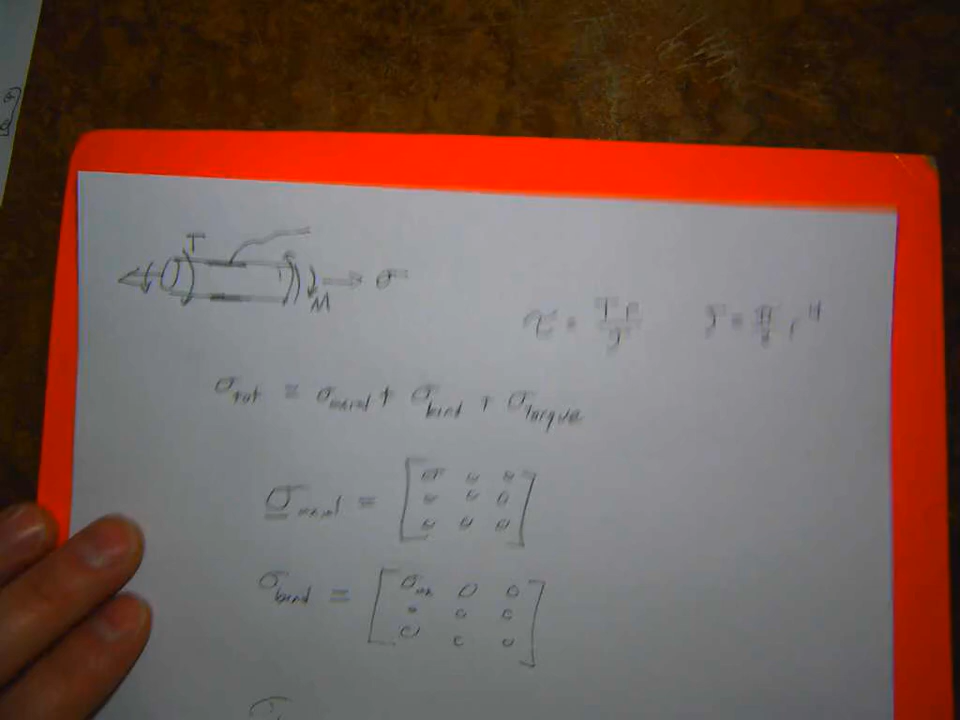 T
M
σ
τ = Tr/J J = π/ r⁴
σtot = σaxial + σbend + σtorque
σaxial = [σ 0 0
0 0 0
0 0 0]
σbend = [σxx 0 0
0 0 0
0 0 0]